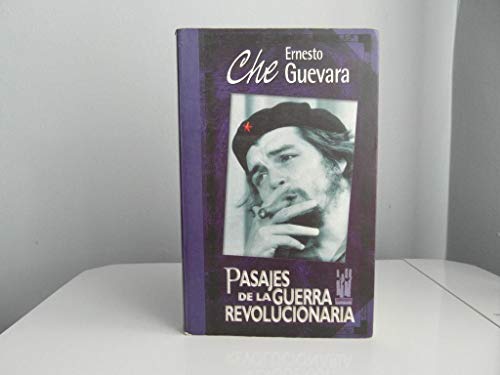 Che Ernesto
Guevara
PASAJES
DE LA GUERRA
REVOLUCIONARIA